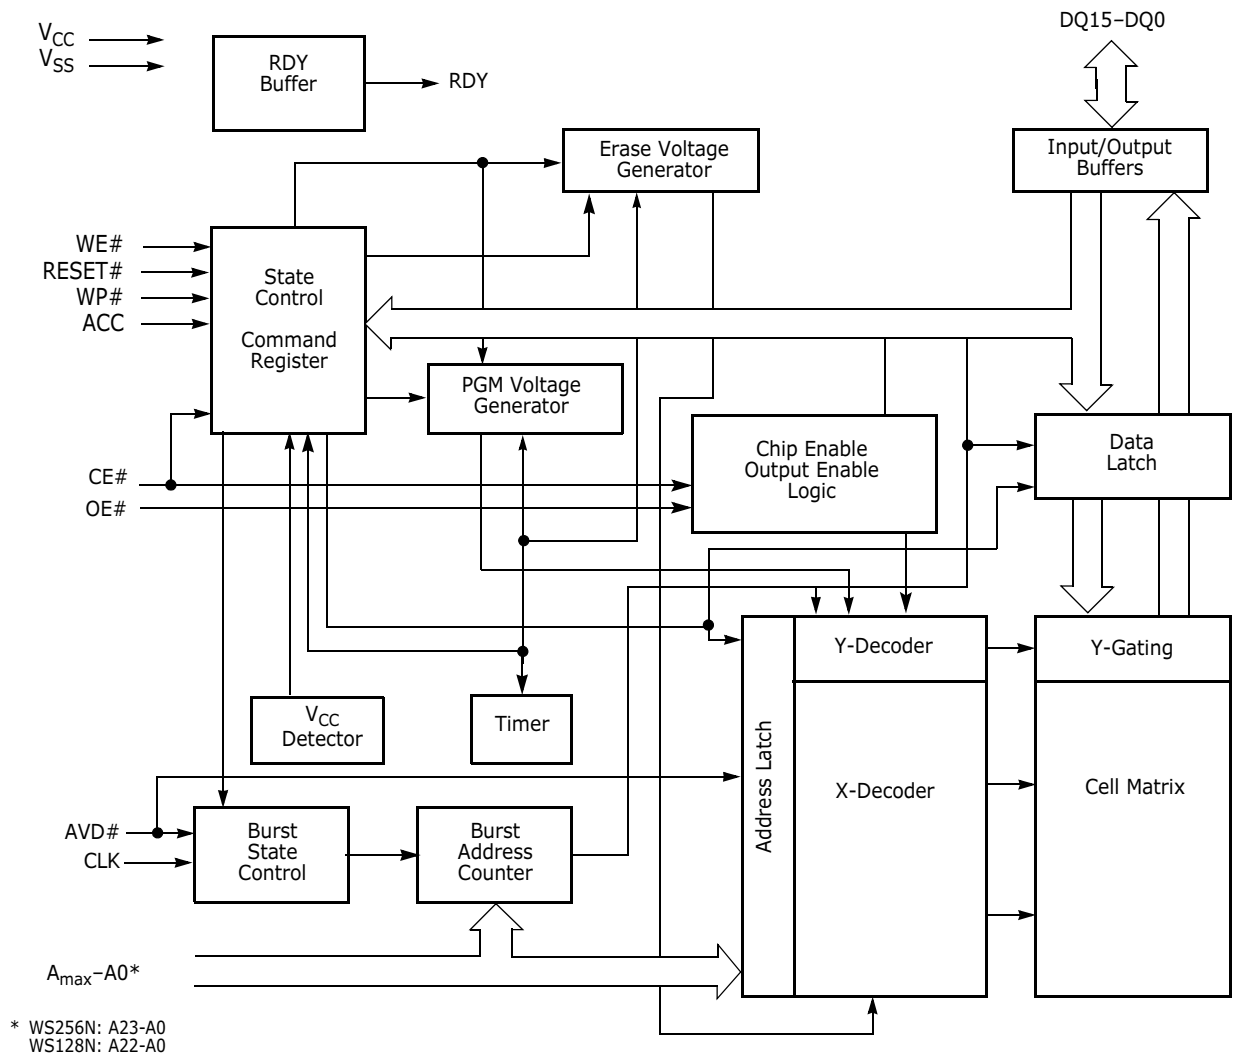 DQ15–DQ0
VCC
VSS
RDY
Buffer
RDY
Erase Voltage
Generator
Input/Output
Buffers
WE#
RESET#
WP#
ACC
State
Control
Command
Register
PGM Voltage
Generator
Chip Enable
Output Enable
Logic
Data
Latch
CE#
OE#
Y-Decoder
Y-Gating
VCC
Detector
Timer
Address Latch
X-Decoder
Cell Matrix
AVD#
CLK
Burst
State
Control
Burst
Address
Counter
Amax–A0*
* WS256N: A23-A0
WS128N: A22-A0